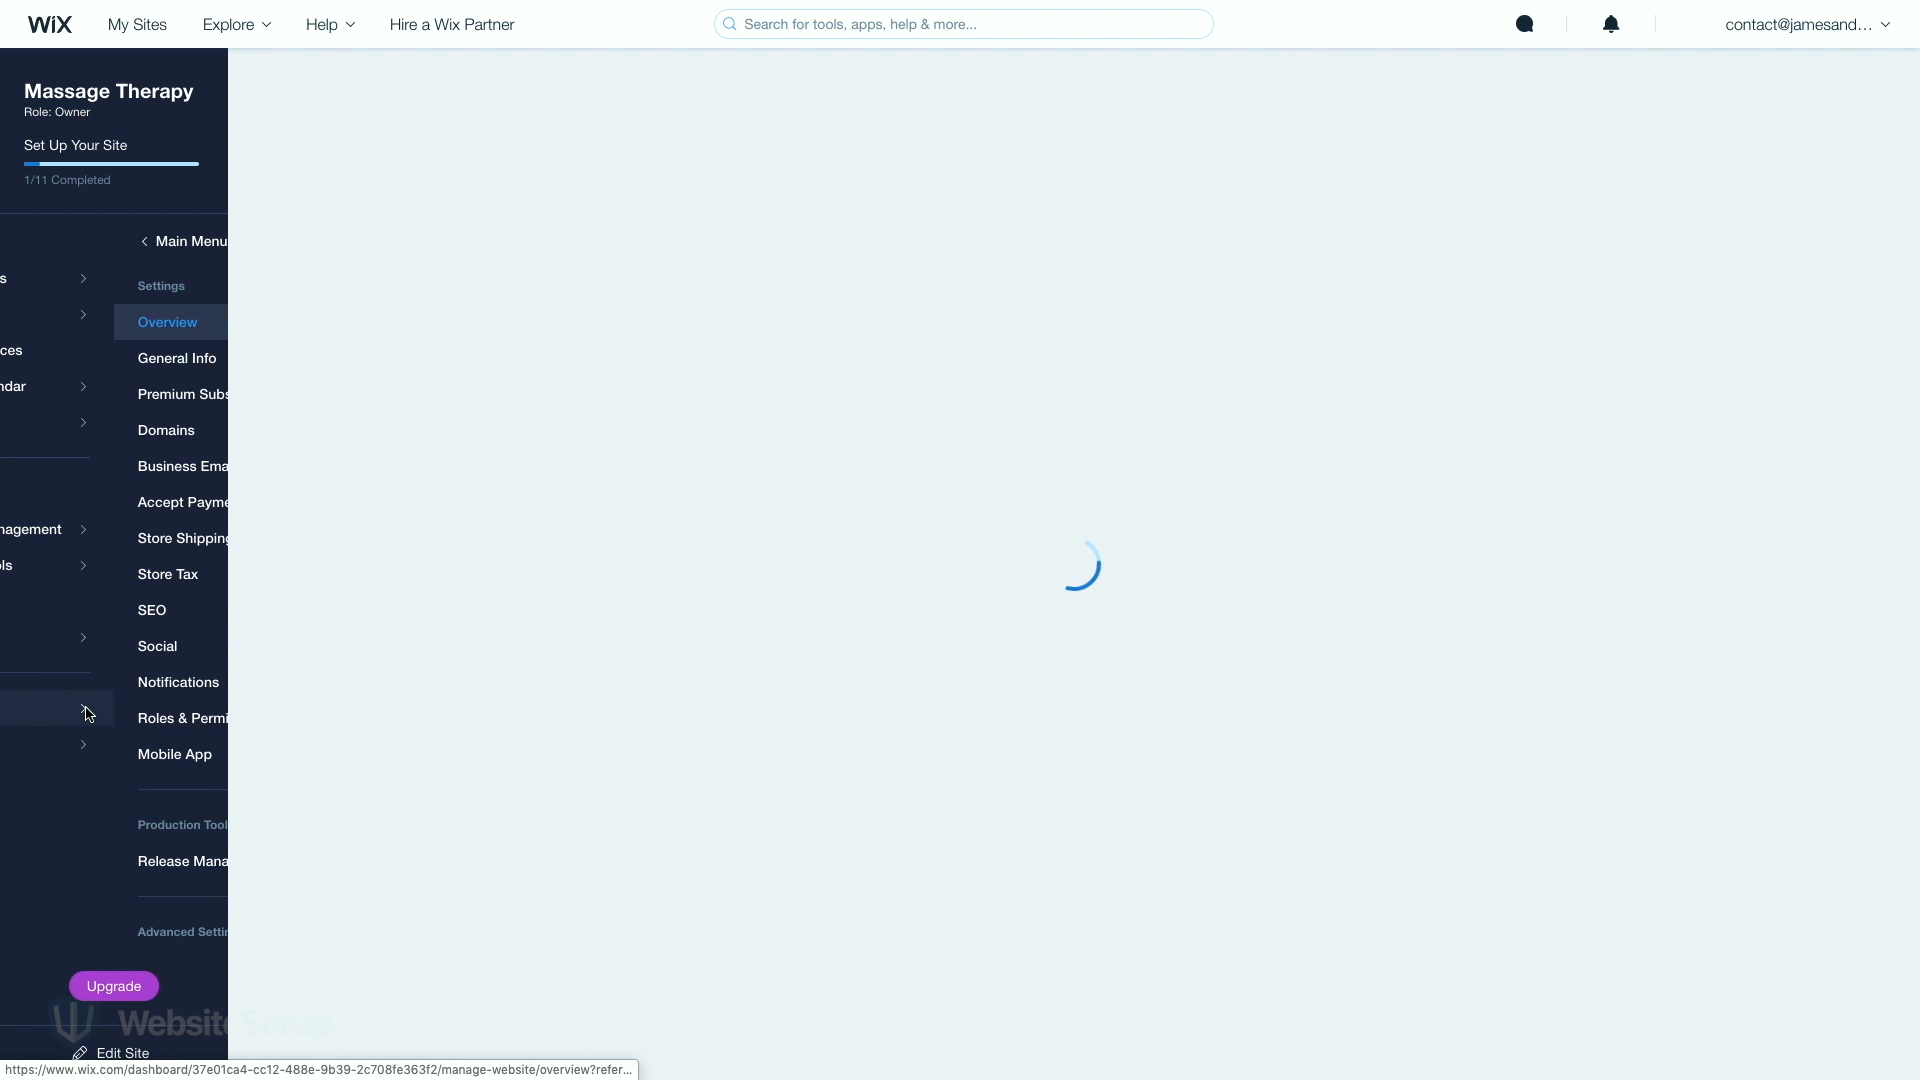 WiX My Sites Explore Help Hire a Wix Partner Search for tools, apps, help & more... contact@jamesand...
Massage Therapy
Role: Owner
Set Up Your Site
1/11 Completed
Main Menu
s
Settings
Overview
ces
General Info
ndar
Premium Subs
Domains
Business Ema
Accept Payme
nagement
Store Shipping
ls
Store Tax
SEO
Social
Notifications
Roles & Permi
Mobile App
Production Tool
Release Mana
Advanced Settin
Upgrade
WebsiteSetup
Edit Site
https://www.wix.com/dashboard/37e01ca4-cc12-488e-9b39-2c708fe363f2/manage-website/overview?refer...